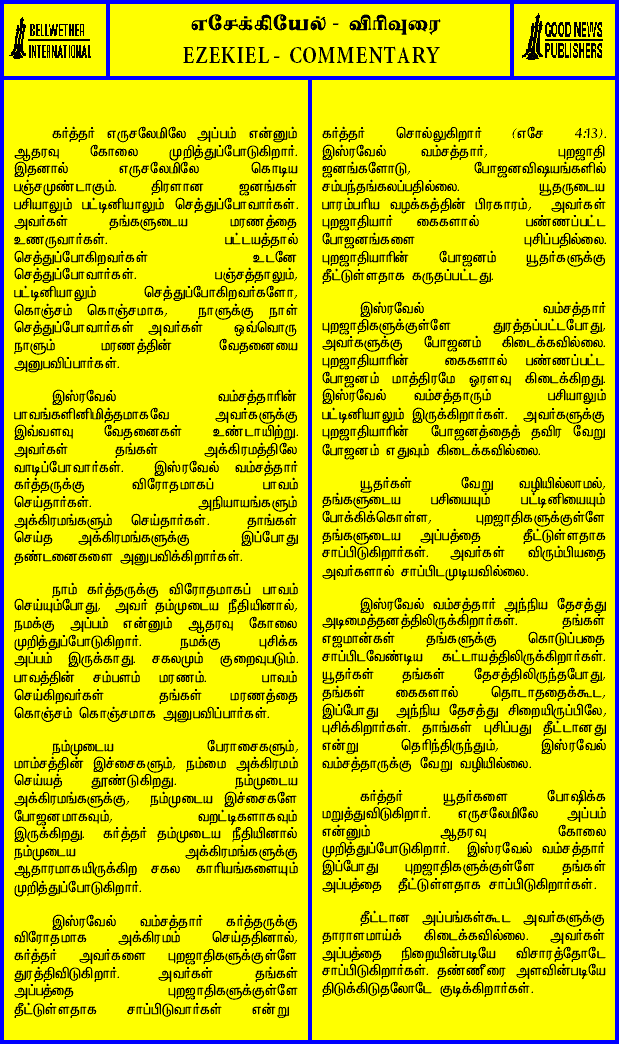 BELLWETHER
INTERNATIONAL
எசேக்கியேல் - விரிவுரை
EZEKIEL - COMMENTARY
GOOD NEWS
PUBLISHERS
கர்த்தர் எருசலேமிலே அப்பம் என்னும்
ஆதரவு கோலை முறித்துப்போடுகிறார்.
இதனால் எருசலேமிலே கொடிய
பஞ்சமுண்டாகும். திரளான ஜனங்கள்
பசியாலும் பட்டினியாலும் செத்துப்போவார்கள்.
அவர்கள் தங்களுடைய மரணத்தை
உணருவார்கள். பட்டயத்தால்
செத்துப்போகிறவர்கள் உடனே
செத்துப்போவார்கள். பஞ்சத்தாலும்,
பட்டினியாலும் செத்துப்போகிறவர்களோ,
கொஞ்சம் கொஞ்சமாக, நாளுக்கு நாள்
செத்துப்போவார்கள் அவர்கள் ஒவ்வொரு
நாளும் மரணத்தின் வேதனையை
அனுபவிப்பார்கள்.
இஸ்ரவேல் வம்சத்தாரின்
பாவங்களினிமித்தமாகவே அவர்களுக்கு
இவ்வளவு வேதனைகள் உண்டாயிற்று.
அவர்கள் தங்கள் அக்கிரமத்திலே
வாடிப்போவார்கள். இஸ்ரவேல் வம்சத்தார்
கர்த்தருக்கு விரோதமாகப் பாவம்
செய்தார்கள். அநியாயங்களும்
அக்கிரமங்களும் செய்தார்கள். தாங்கள்
செய்த அக்கிரமங்களுக்கு இப்போது
தண்டனைகளை அனுபவிக்கிறார்கள்.
நாம் கர்த்தருக்கு விரோதமாகப் பாவம்
செய்யும்போது, அவர் தம்முடைய நீதியினால்,
நமக்கு அப்பம் என்னும் ஆதரவு கோலை
முறித்துப்போடுகிறார். நமக்கு புசிக்க
அப்பம் இருக்காது. சகலமும் குறைவுபடும்.
பாவத்தின் சம்பளம் மரணம். பாவம்
செய்கிறவர்கள் தங்கள் மரணத்தை
கொஞ்சம் கொஞ்சமாக அனுபவிப்பார்கள்.
நம்முடைய பேராசைகளும்,
மாம்சத்தின் இச்சைகளும், நம்மை அக்கிரமம்
செய்யத் தூண்டுகிறது. நம்முடைய
அக்கிரமங்களுக்கு, நம்முடைய இச்சைகளே
போஜனமாகவும், வறட்டிகளாகவும்
இருக்கிறது. கர்த்தர் தம்முடைய நீதியினால்
நம்முடைய அக்கிரமங்களுக்கு
ஆதாரமாகயிருக்கிற சகல காரியங்களையும்
முறித்துப்போடுகிறார்.
இஸ்ரவேல் வம்சத்தார் கர்த்தருக்கு
விரோதமாக அக்கிரமம் செய்ததினால்,
கர்த்தர் அவர்களை புறஜாதிகளுக்குள்ளே
துரத்திவிடுகிறார். அவர்கள் தங்கள்
அப்பத்தை புறஜாதிகளுக்குள்ளே
தீட்டுள்ளதாக சாப்பிடுவார்கள் என்று
கர்த்தர் சொல்லுகிறார் (எசே 4:13).
இஸ்ரவேல் வம்சத்தார், புறஜாதி
ஜனங்களோடு, போஜனவிஷயங்களில்
சம்பந்தங்கலப்பதில்லை. யூதருடைய
பாரம்பரிய வழக்கத்தின் பிரகாரம், அவர்கள்
புறஜாதியார் கைகளால் பண்ணப்பட்ட
போஜனங்களை புசிப்பதில்லை.
புறஜாதியாரின் போஜனம் யூதர்களுக்கு
தீட்டுள்ளதாக கருதப்பட்டது.
இஸ்ரவேல் வம்சத்தார்
புறஜாதிகளுக்குள்ளே துரத்தப்பட்டபோது,
அவர்களுக்கு போஜனம் கிடைக்கவில்லை.
புறஜாதியாரின் கைகளால் பண்ணப்பட்ட
போஜனம் மாத்திரமே ஓரளவு கிடைக்கிறது.
இஸ்ரவேல் வம்சத்தாரும் பசியாலும்
பட்டினியாலும் இருக்கிறார்கள். அவர்களுக்கு
புறஜாதியாரின் போஜனத்தைத் தவிர வேறு
போஜனம் எதுவும் கிடைக்கவில்லை.
யூதர்கள் வேறு வழியில்லாமல்,
தங்களுடைய பசியையும் பட்டினியையும்
போக்கிக்கொள்ள, புறஜாதிகளுக்குள்ளே
தங்களுடைய அப்பத்தை தீட்டுள்ளதாக
சாப்பிடுகிறார்கள். அவர்கள் விரும்பியதை
அவர்களால் சாப்பிடமுடியவில்லை.
இஸ்ரவேல் வம்சத்தார் அந்நிய தேசத்து
அடிமைத்தனத்திலிருக்கிறார்கள். தங்கள்
எஜமான்கள் தங்களுக்கு கொடுப்பதை
சாப்பிடவேண்டிய கட்டாயத்திலிருக்கிறார்கள்.
யூதர்கள் தங்கள் தேசத்திலிருந்தபோது,
தங்கள் கைகளால் தொடாததைக்கூட,
இப்போது அந்நிய தேசத்து சிறையிருப்பிலே,
புசிக்கிறார்கள். தாங்கள் புசிப்பது தீட்டானது
என்று தெரிந்திருந்தும், இஸ்ரவேல்
வம்சத்தாருக்கு வேறு வழியில்லை.
கர்த்தர் யூதர்களை போஷிக்க
மறுத்துவிடுகிறார். எருசலேமிலே அப்பம்
என்னும் ஆதரவு கோலை
முறித்துப்போடுகிறார். இஸ்ரவேல் வம்சத்தார்
இப்போது புறஜாதிகளுக்குள்ளே தங்கள்
அப்பத்தை தீட்டுள்ளதாக சாப்பிடுகிறார்கள்.
தீட்டான அப்பங்கள்கூட அவர்களுக்கு
தாராளமாய்க் கிடைக்கவில்லை. அவர்கள்
அப்பத்தை நிறையின்படியே விசாரத்தோடே
சாப்பிடுகிறார்கள். தண்ணீரை அளவின்படியே
திடுக்கிடுதலோடே குடிக்கிறார்கள்.